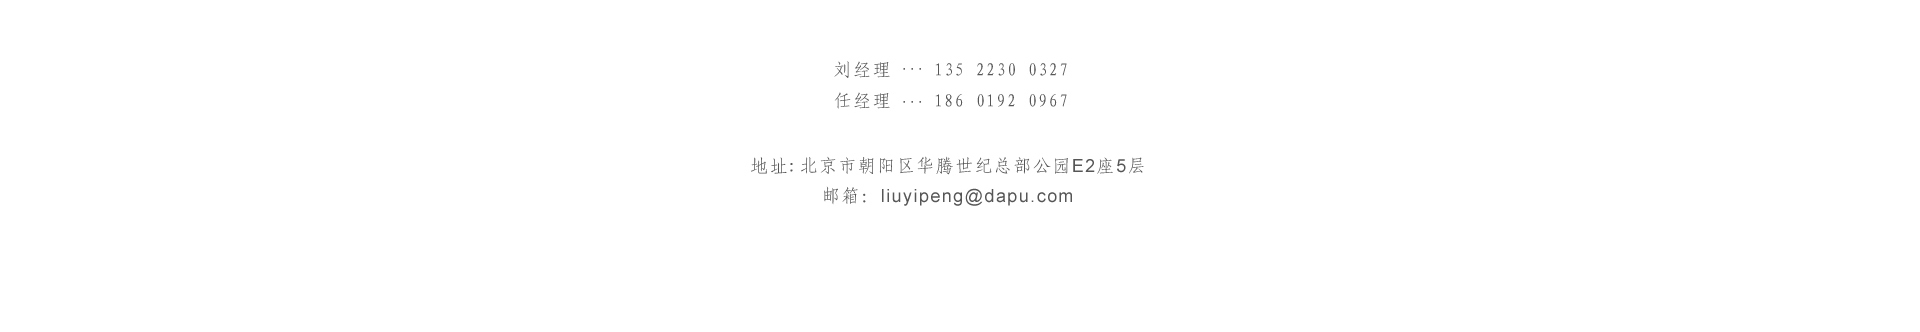 刘经理 ··· 135 2230 0327
任经理 ... 186 0192 0967
地址: 北京市朝阳区华腾世纪总部公园E2座5层
邮箱: liuyipeng@dapu.com